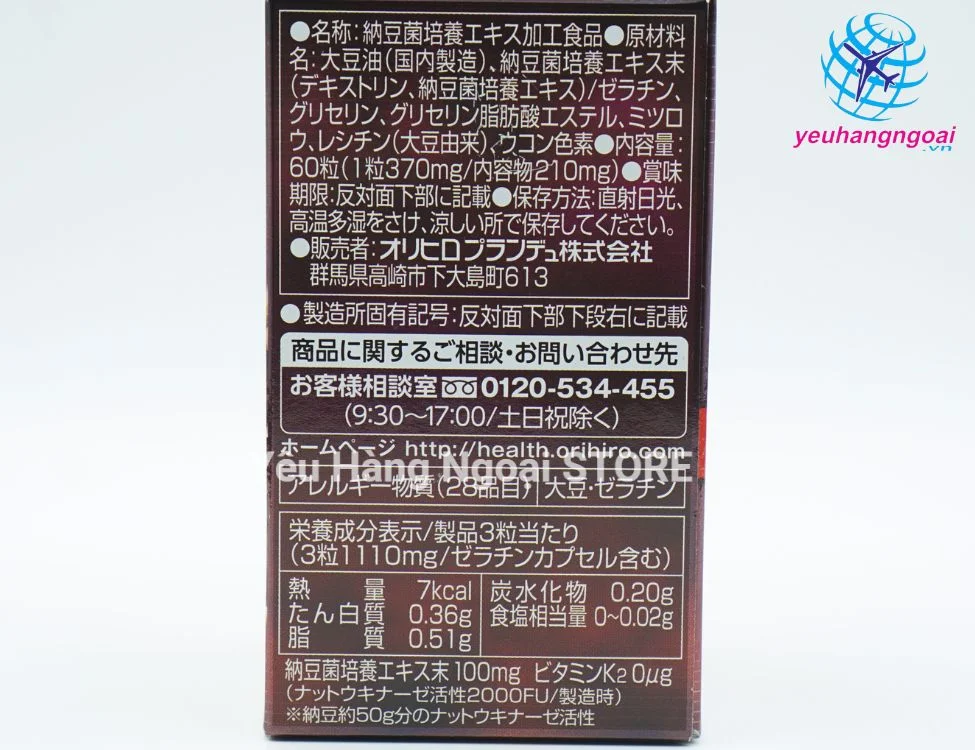 ●名称:納豆菌培養エキス加工食品●原材料
名:大豆油(国内製造)、納豆菌培養エキス末
(デキストリン、納豆菌培養エキス)/ゼラチン、
グリセリン、グリセリン脂肪酸エステル、ミツロ
ウ、レシチン(大豆由来)、ウコン色素●内容量:
60粒(1粒370mg/内容物210mg)●賞味
期限:反対面下部に記載●保存方法:直射日光、
高温多湿をさけ、涼しい所で保存してください。
●販売者:オリヒロプランデュ株式会社
群馬県高崎市下大島町613
●製造所固有記号:反対面下部下段右に記載
商品に関するご相談・お問い合わせ先
お客様相談室 0120-534-455
(9:30〜17:00/土日祝除く)
ホームページ http://health.orihiro.com
Yêu Hàng Ngoại STORE
アレルギー物質(28品目) 大豆・ゼラチン
栄養成分表示/製品3粒当たり
(3粒1110mg/ゼラチンカプセル含む)
熱量 7kcal 炭水化物 0.20g
たん白質 0.36g 食塩相当量 0~0.02g
脂質 0.51g
納豆菌培養エキス末100mg ビタミンK2 0μg
(ナットウキナーゼ活性2000FU/製造時)
※納豆約50g分のナットウキナーゼ活性
yeuhangngoai
.vn